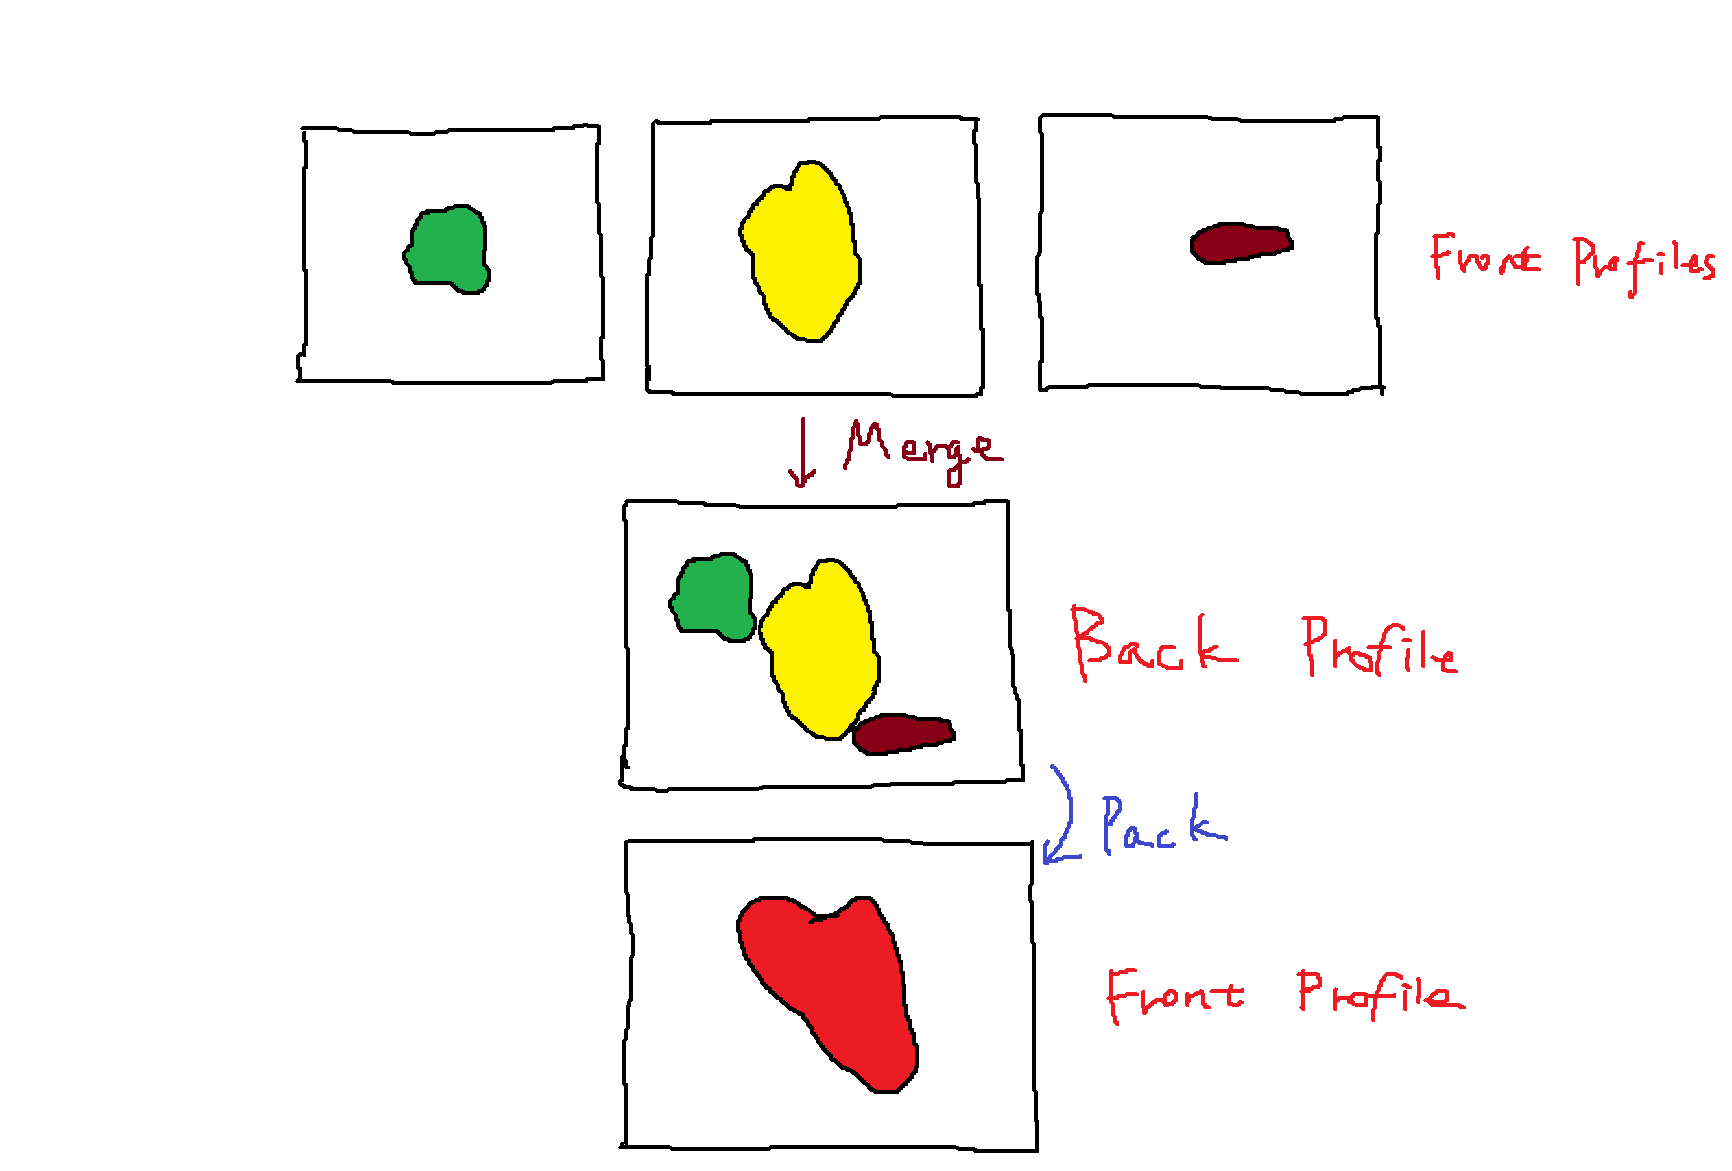 Front Profiles
Merge
Back Profile
Pack
Front Profile